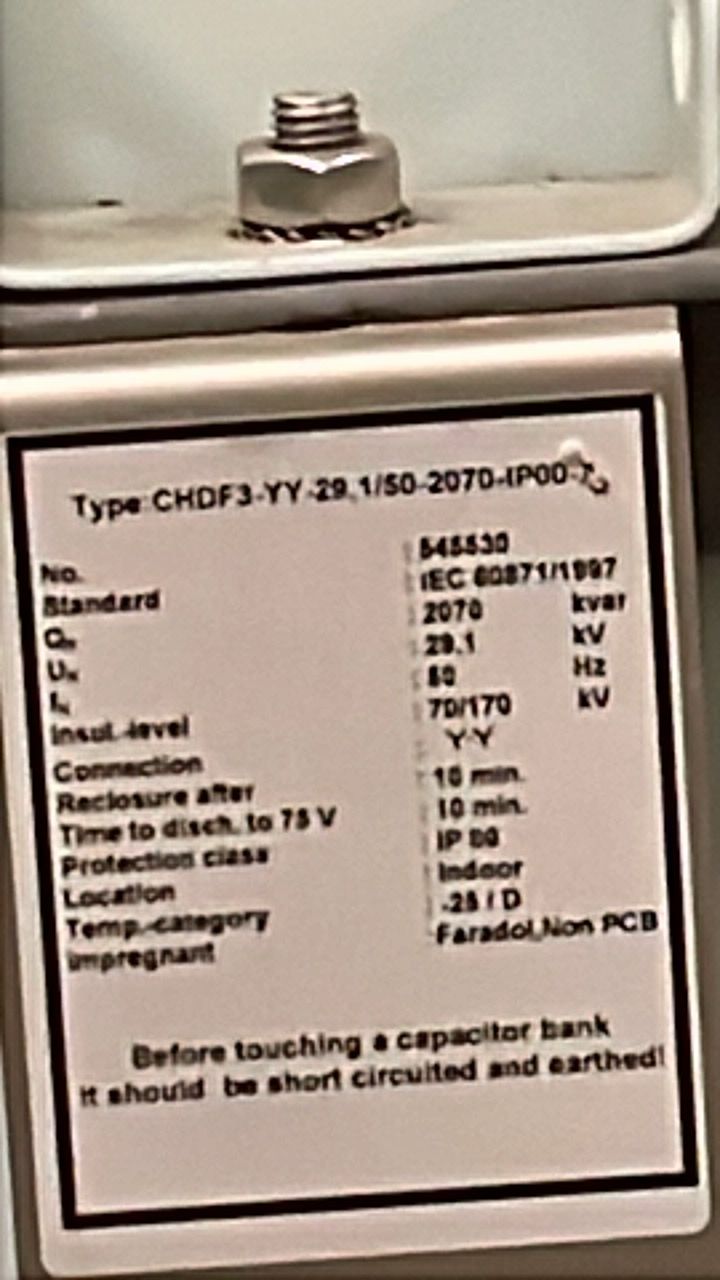 Type: CHDF3-YY-29.1/50-2070-IP00-
No. : 545530
Standard : IEC 60871/1997
QN : 2070 kvar
UN : 29.1 kV
fN : 50 Hz
Insul.-level : 70/170 kV
Connection : Y-Y
Reclosure after : 10 min.
Time to disch. to 75 V : 10 min.
Protection class : IP 00
Location : Indoor
Temp.-category : -25 / D
Impregnant : Faradol,Non PCB
Before touching a capacitor bank
it should be short circuited and earthed!